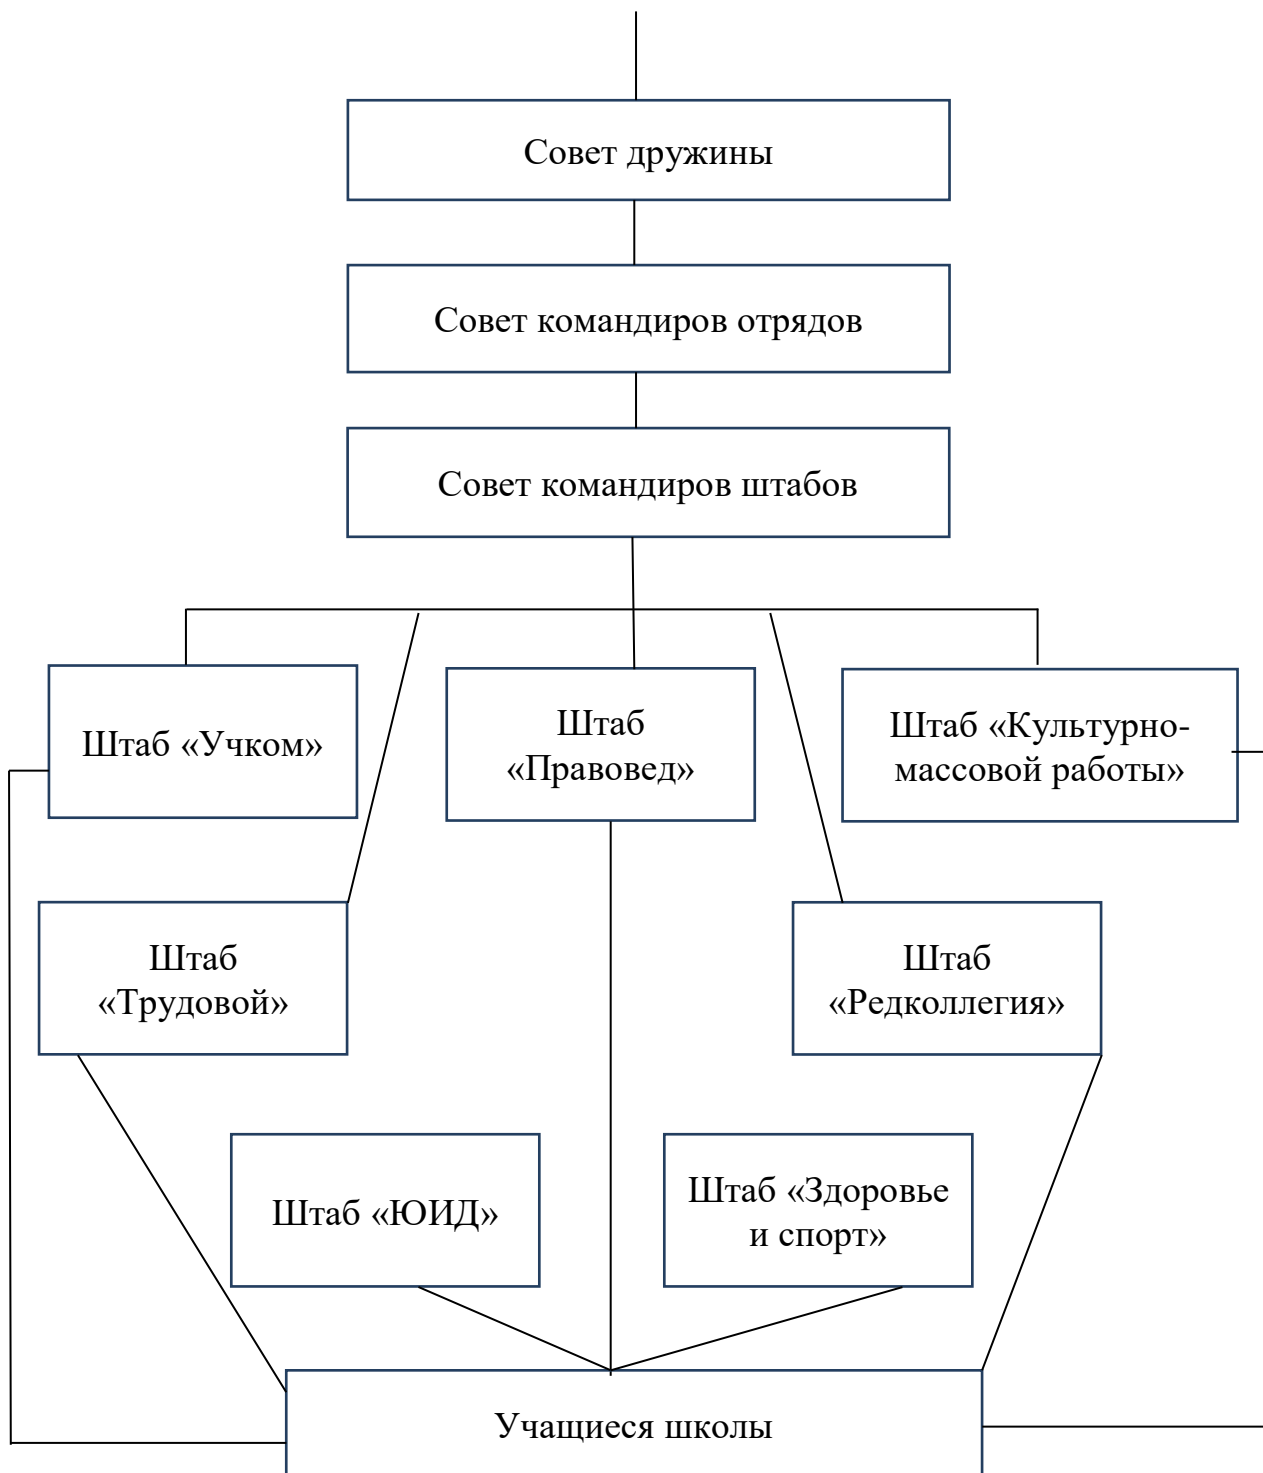 Совет дружины
Совет командиров отрядов
Совет командиров штабов
Штаб «Учком»
Штаб
«Правовед»
Штаб «Культурно-
массовой работы»
Штаб
«Трудовой»
Штаб
«Редколлегия»
Штаб «ЮИД»
Штаб «Здоровье
и спорт»
Учащиеся школы